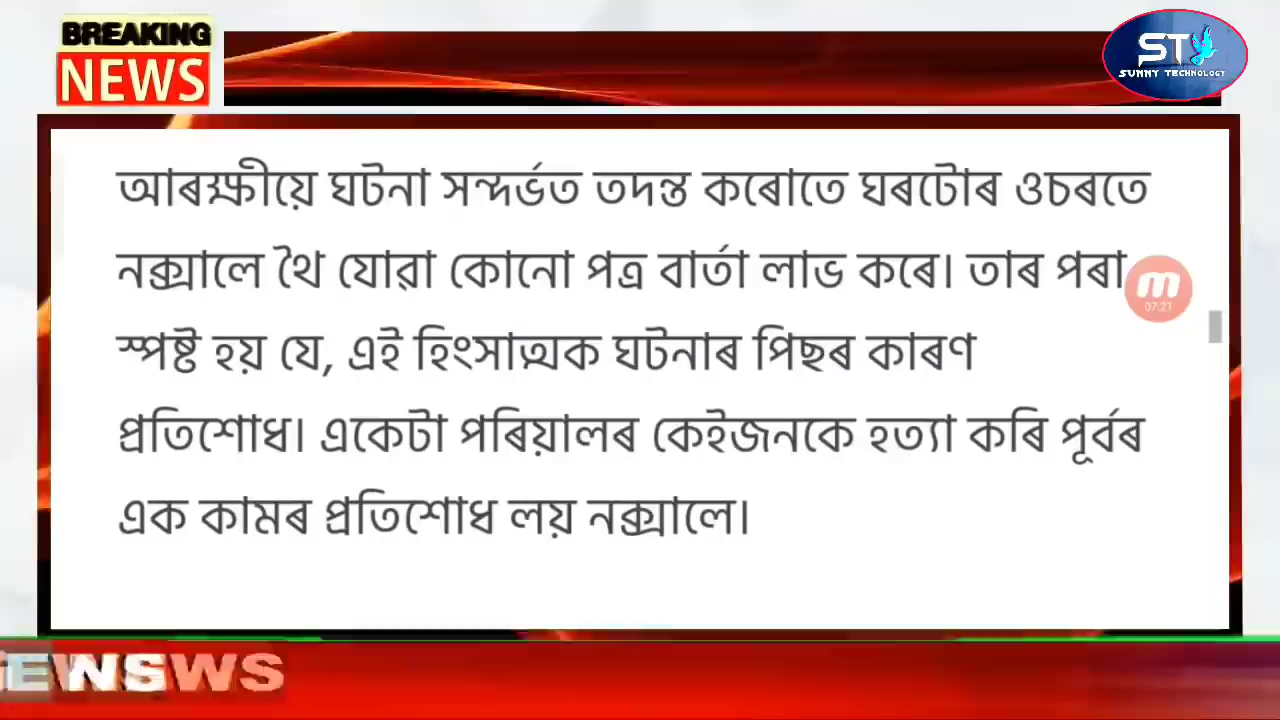 BREAKING
NEWS
ST
SUNNY TECHNOLOGY
আৰক্ষীয়ে ঘটনা সন্দৰ্ভত তদন্ত কৰোতে ঘৰটোৰ ওচৰতে
নক্সালে থৈ যোৱা কোনো পত্ৰ বাৰ্তা লাভ কৰে। তাৰ পৰা
07:21
স্পষ্ট হয় যে, এই হিংসাত্মক ঘটনাৰ পিছৰ কাৰণ
প্ৰতিশোধ। একেটা পৰিয়ালৰ কেইজনকে হত্যা কৰি পূৰ্বৰ
এক কামৰ প্ৰতিশোধ লয় নক্সালে।